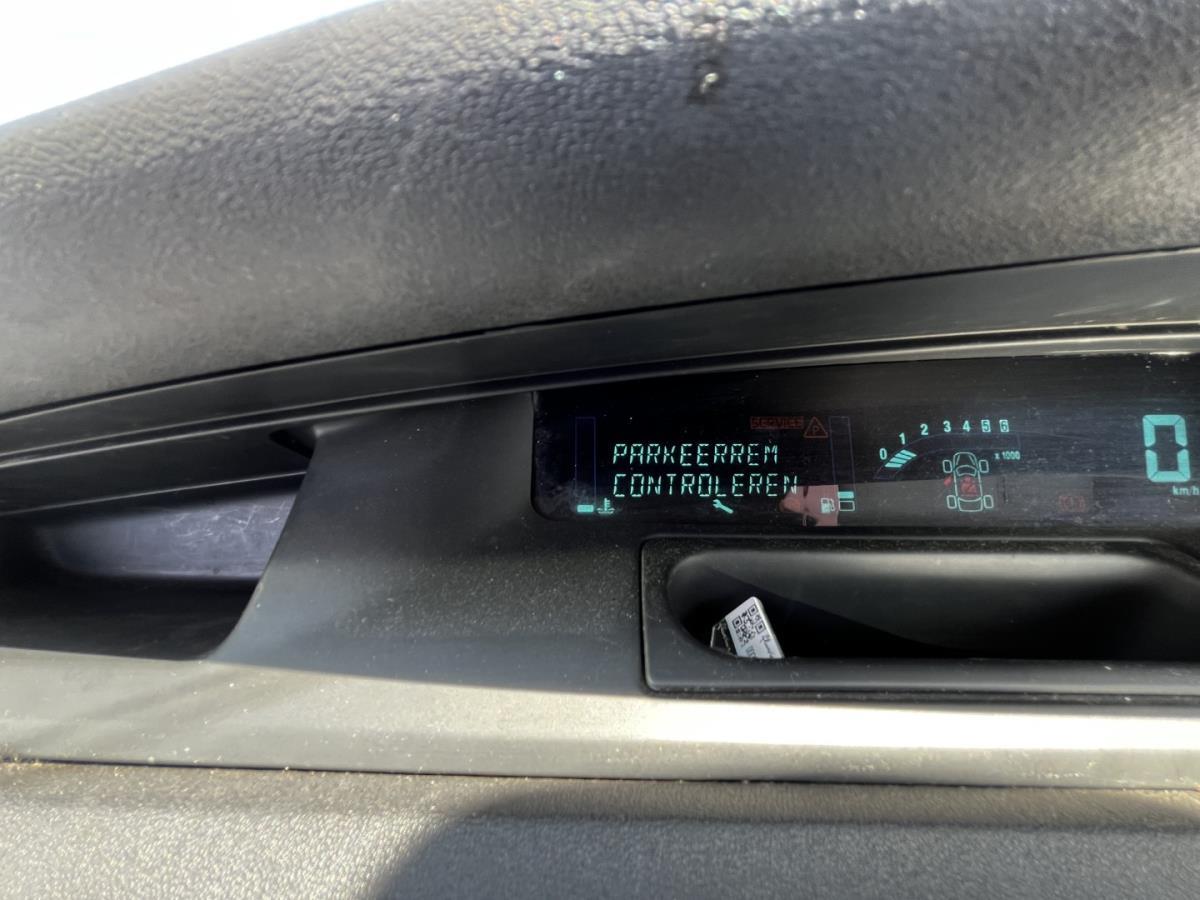 SERVICE
P
PARKEERREM
CONTROLEREN
0 1 2 3 4 5 6
x 1000
0
km/h